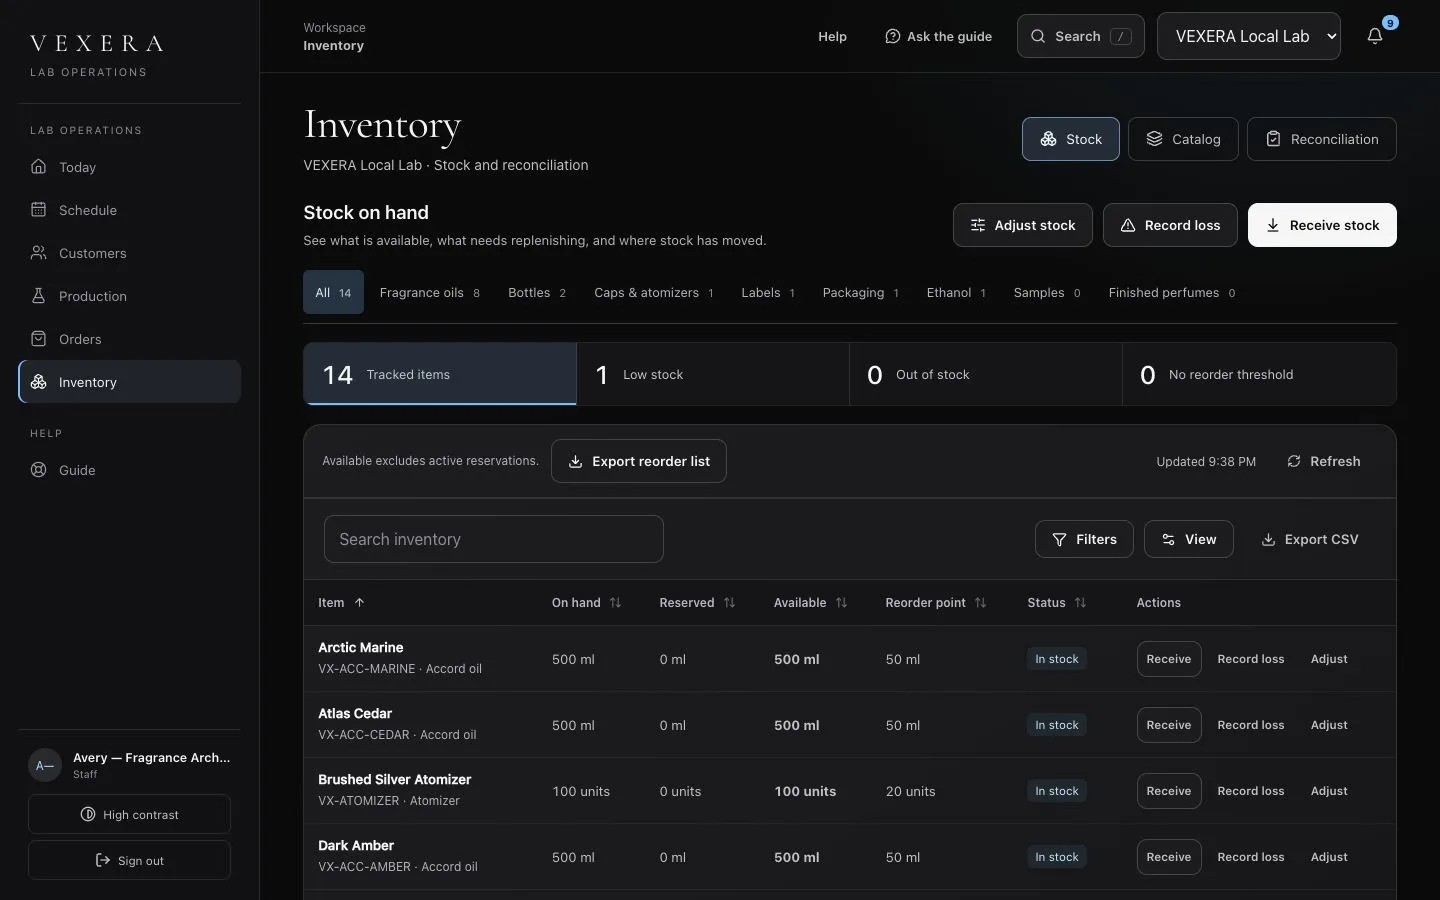 VEXERA
LAB OPERATIONS
LAB OPERATIONS
Today
Schedule
Customers
Production
Orders
Inventory
HELP
Guide
A—
Avery — Fragrance Arch...
Staff
High contrast
Sign out
Workspace
Inventory
Help
Ask the guide
Search /
VEXERA Local Lab
9
Inventory
VEXERA Local Lab · Stock and reconciliation
Stock
Catalog
Reconciliation
Stock on hand
See what is available, what needs replenishing, and where stock has moved.
Adjust stock
Record loss
Receive stock
All 14
Fragrance oils 8
Bottles 2
Caps & atomizers 1
Labels 1
Packaging 1
Ethanol 1
Samples 0
Finished perfumes 0
14 Tracked items
1 Low stock
0 Out of stock
0 No reorder threshold
Available excludes active reservations.
Export reorder list
Updated 9:38 PM
Refresh
Search inventory
Filters
View
Export CSV
Item On hand Reserved Available Reorder point Status Actions
Arctic Marine
VX-ACC-MARINE · Accord oil
500 ml 0 ml 500 ml 50 ml In stock Receive Record loss Adjust
Atlas Cedar
VX-ACC-CEDAR · Accord oil
500 ml 0 ml 500 ml 50 ml In stock Receive Record loss Adjust
Brushed Silver Atomizer
VX-ATOMIZER · Atomizer
100 units 0 units 100 units 20 units In stock Receive Record loss Adjust
Dark Amber
VX-ACC-AMBER · Accord oil
500 ml 0 ml 500 ml 50 ml In stock Receive Record loss Adjust